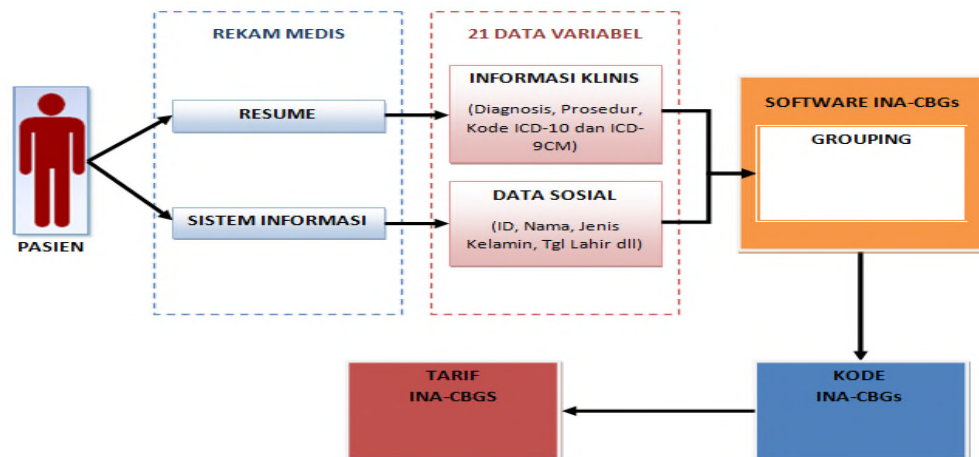 REKAM MEDIS
21 DATA VARIABEL
PASIEN
RESUME
SISTEM INFORMASI
INFORMASI KLINIS
(Diagnosis, Prosedur,
Kode ICD-10 dan ICD-
9CM)
DATA SOSIAL
(ID, Nama, Jenis
Kelamin, Tgl Lahir dll)
SOFTWARE INA-CBGs
GROUPING
KODE
INA-CBGs
TARIF
INA-CBGS